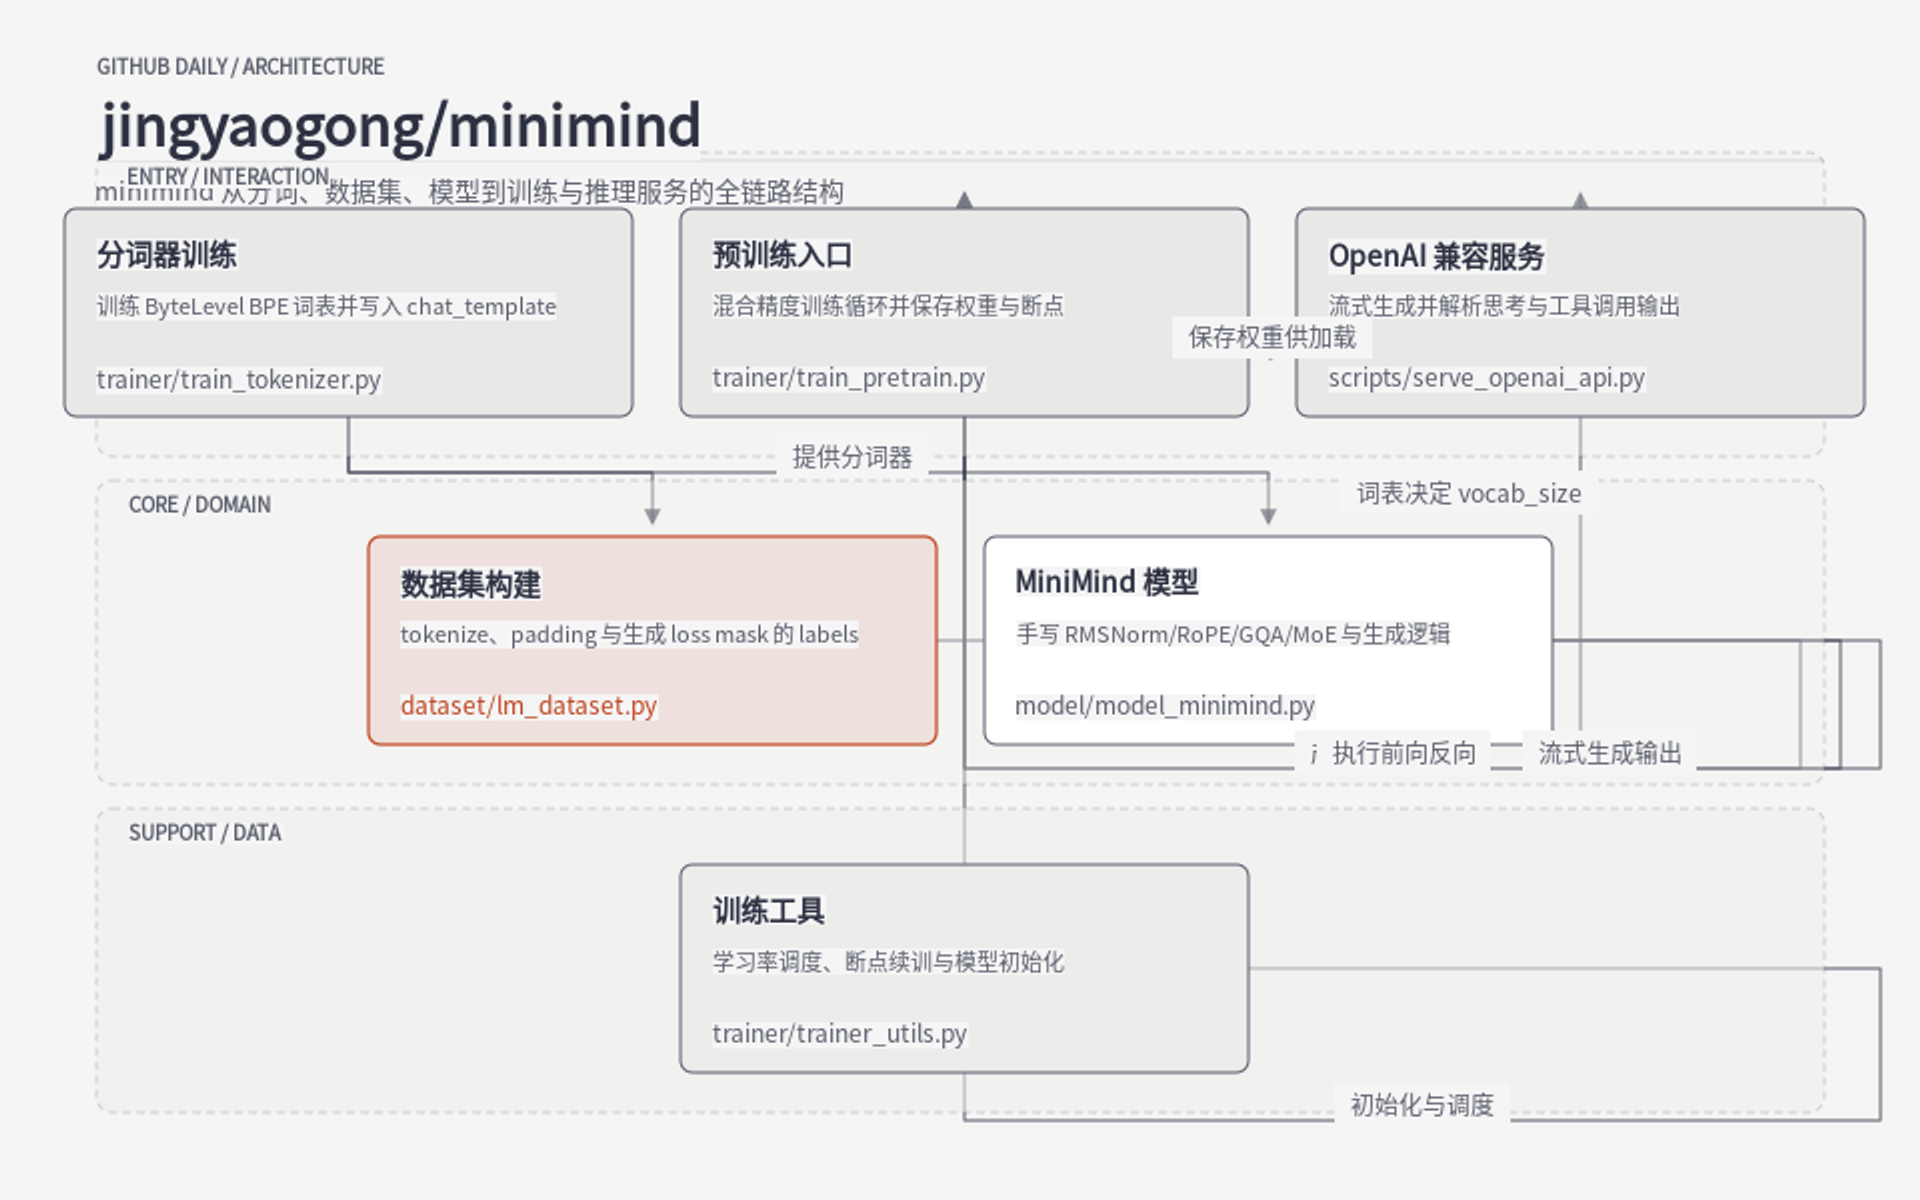 GITHUB DAILY / ARCHITECTURE
jingyaogong/minimind
ENTRY / INTERACTION
minimind 从分词、数据集、模型到训练与推理服务的全链路结构
分词器训练
训练 ByteLevel BPE 词表并写入 chat_template
trainer/train_tokenizer.py
预训练入口
混合精度训练循环并保存权重与断点
trainer/train_pretrain.py
OpenAI 兼容服务
流式生成并解析思考与工具调用输出
scripts/serve_openai_api.py
保存权重供加载
提供分词器
词表决定 vocab_size
CORE / DOMAIN
数据集构建
tokenize、padding 与生成 loss mask 的 labels
dataset/lm_dataset.py
MiniMind 模型
手写 RMSNorm/RoPE/GQA/MoE 与生成逻辑
model/model_minimind.py
执行前向反向
流式生成输出
SUPPORT / DATA
训练工具
学习率调度、断点续训与模型初始化
trainer/trainer_utils.py
初始化与调度